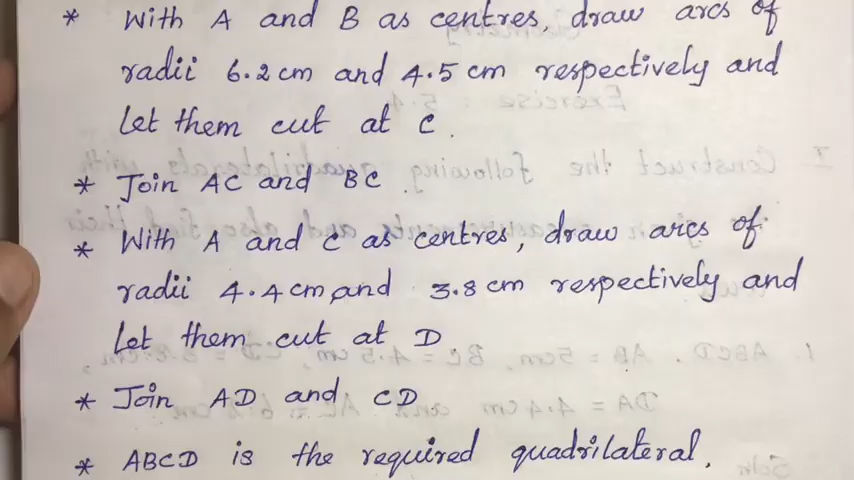 * With A and B as centres, draw arcs of
radii 6.2 cm and 4.5 cm respectively and
let them cut at C.
* Join AC and BC.
* With A and C as centres, draw arcs of
radii 4.4 cm and 3.8 cm respectively and
let them cut at D
* Join AD and CD
* ABCD is the required quadrilateral.